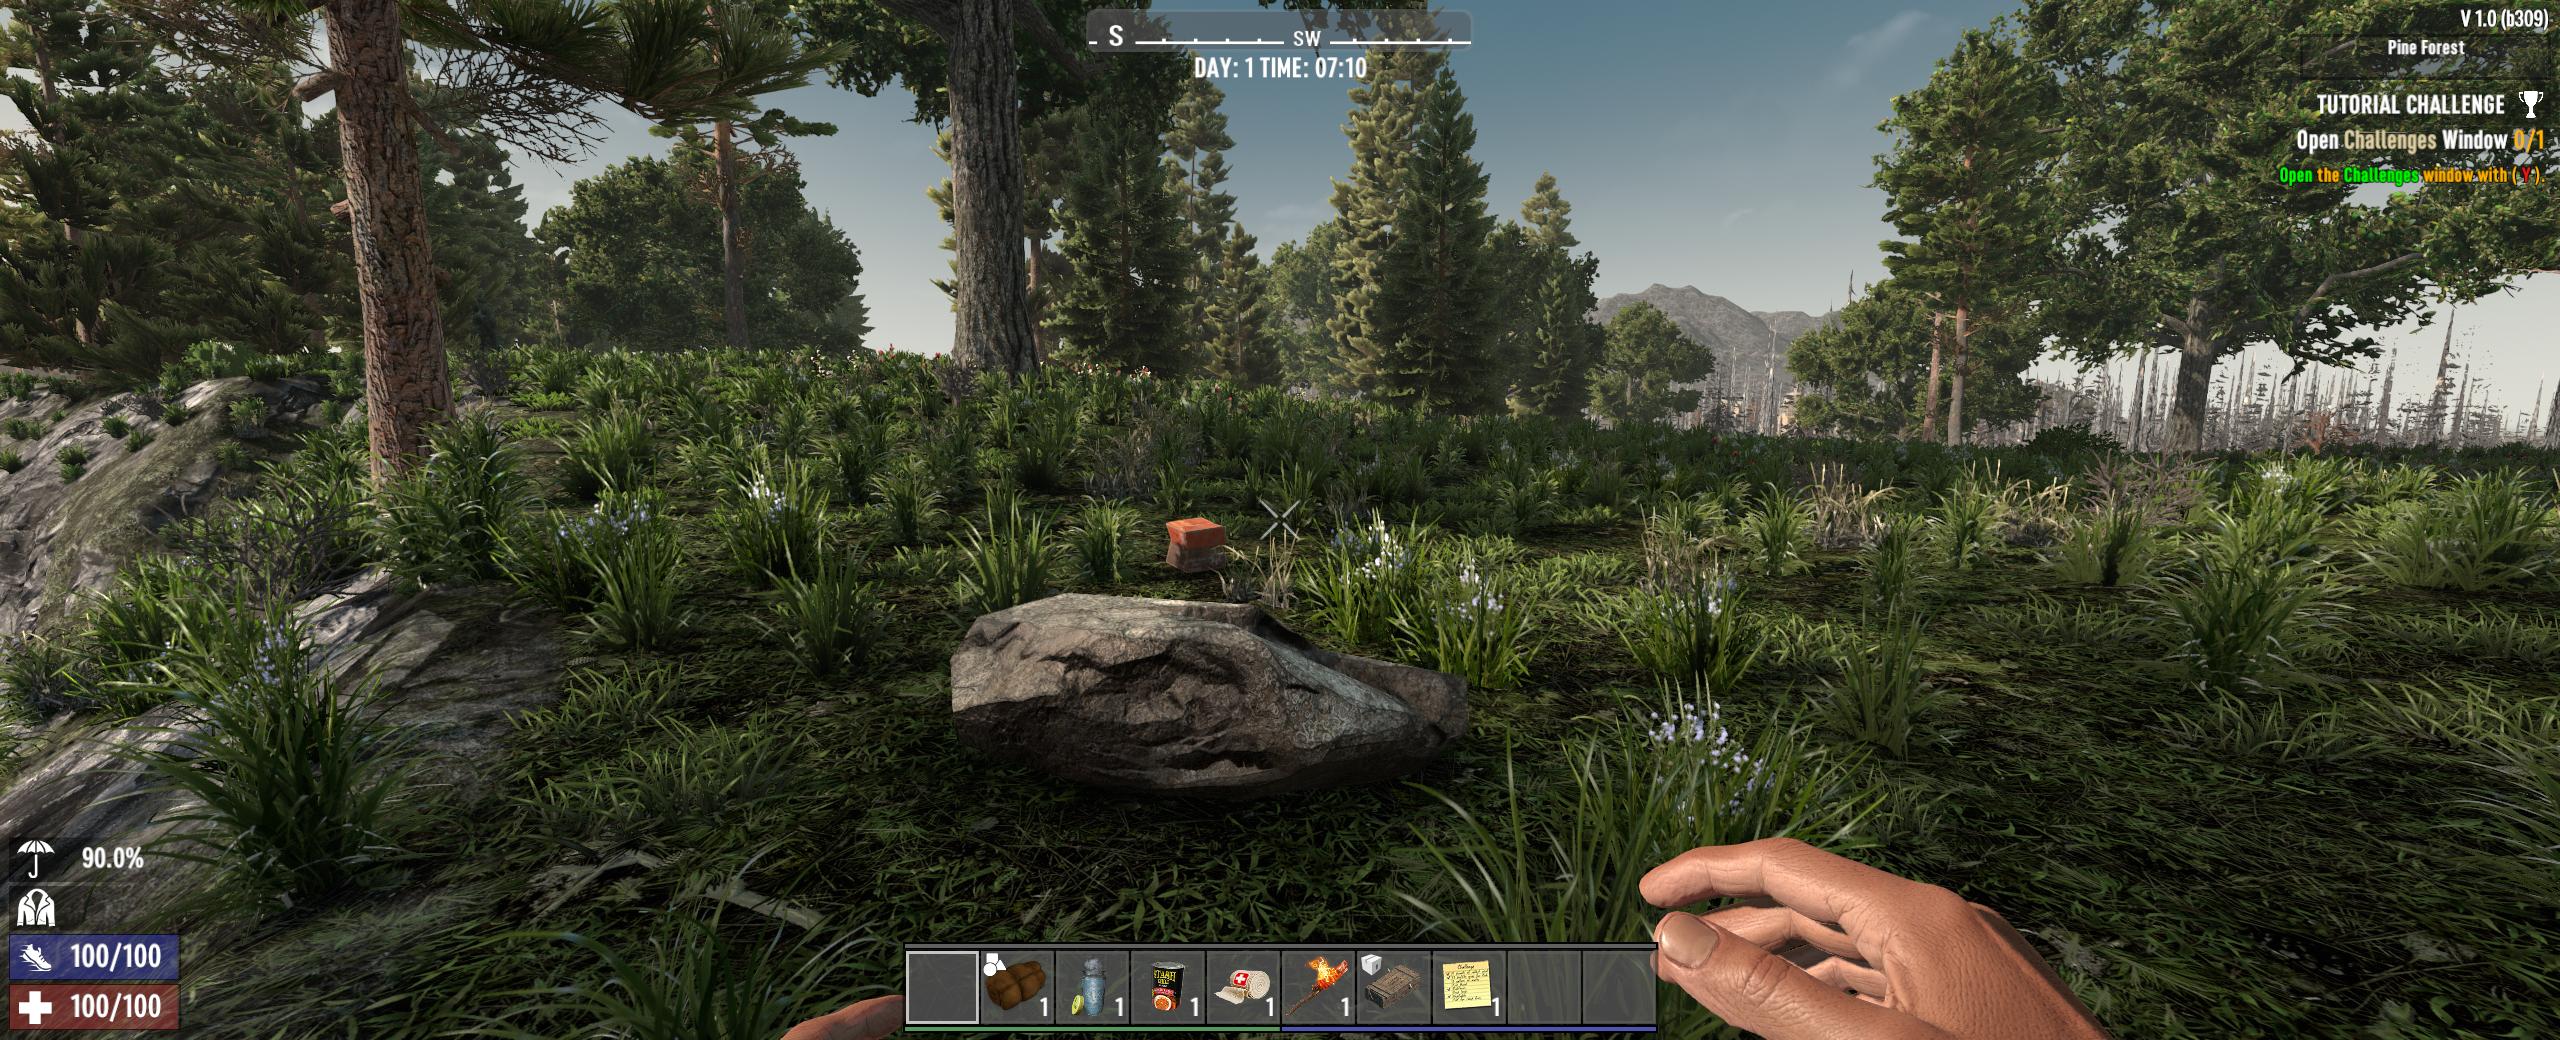 S SW
DAY: 1 TIME: 07:10
V 1.0 (b309)
Pine Forest
TUTORIAL CHALLENGE
Open Challenges Window 0/1
Open the Challenges window with ( Y ).
90.0%
100/100
100/100
1 1 1 1 1 1